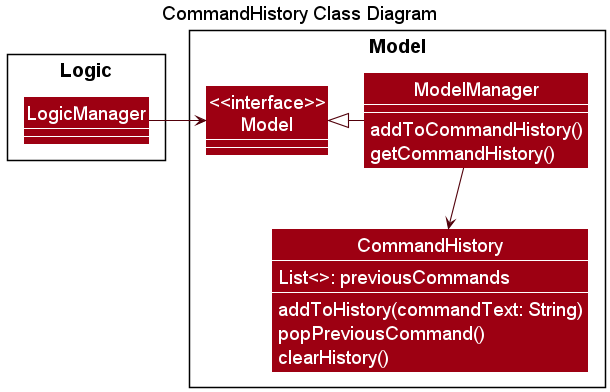 CommandHistory Class Diagram
Logic
LogicManager
Model
<<interface>>
Model
ModelManager
addToCommandHistory()
getCommandHistory()
CommandHistory
List<>: previousCommands
addToHistory(commandText: String)
popPreviousCommand()
clearHistory()